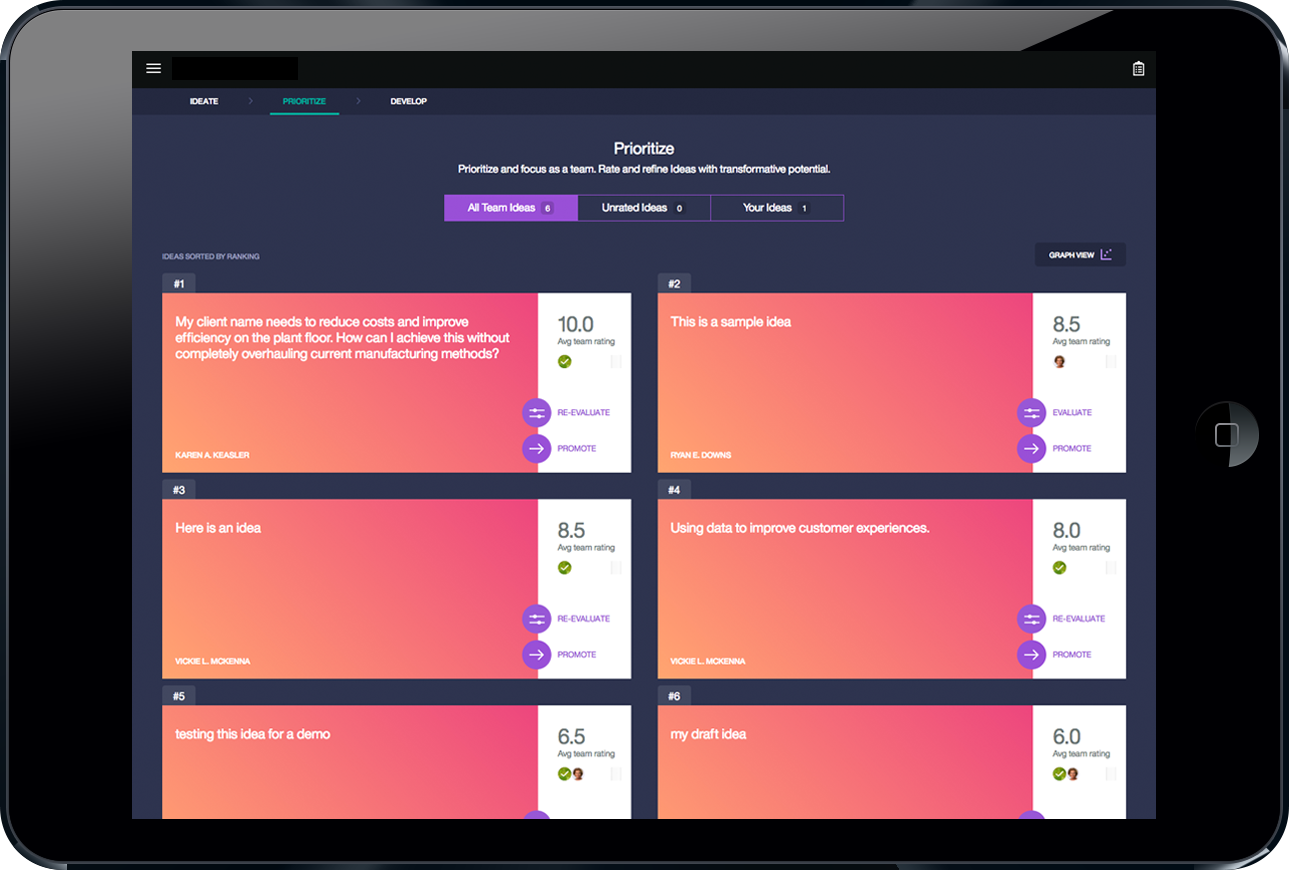 IDEATE > PRIORITIZE > DEVELOP
Prioritize
Prioritize and focus as a team. Rate and refine Ideas with transformative potential.
All Team Ideas 6 Unrated Ideas 0 Your Ideas 1
IDEAS SORTED BY RANKING
GRAPH VIEW
#1
My client name needs to reduce costs and improve
efficiency on the plant floor. How can I achieve this without
completely overhauling current manufacturing methods?
KAREN A. KEASLER
10.0
Avg team rating
RE-EVALUATE
PROMOTE
#2
This is a sample idea
RYAN E. DOWNS
8.5
Avg team rating
EVALUATE
PROMOTE
#3
Here is an idea
VICKIE L. MCKENNA
8.5
Avg team rating
RE-EVALUATE
PROMOTE
#4
Using data to improve customer experiences.
VICKIE L. MCKENNA
8.0
Avg team rating
RE-EVALUATE
PROMOTE
#5
testing this idea for a demo
6.5
Avg team rating
#6
my draft idea
6.0
Avg team rating